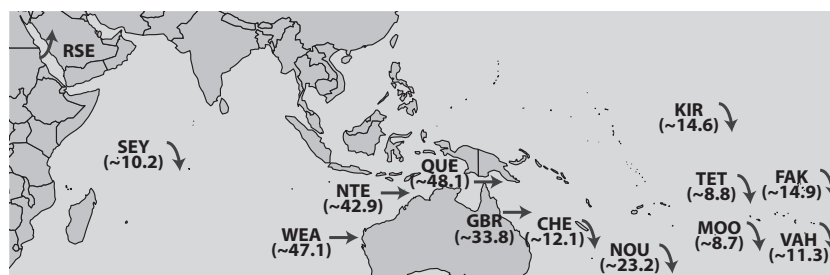 RSE
KIR
(~14.6)
SEY
(~10.2)
QUE
(~48.1)
TET
(~8.8)
FAK
(~14.9)
NTE
(~42.9)
GBR
(~33.8)
CHE
(~12.1)
MOO
(~8.7)
WEA
(~47.1)
VAH
(~11.3)
NOU
(~23.2)